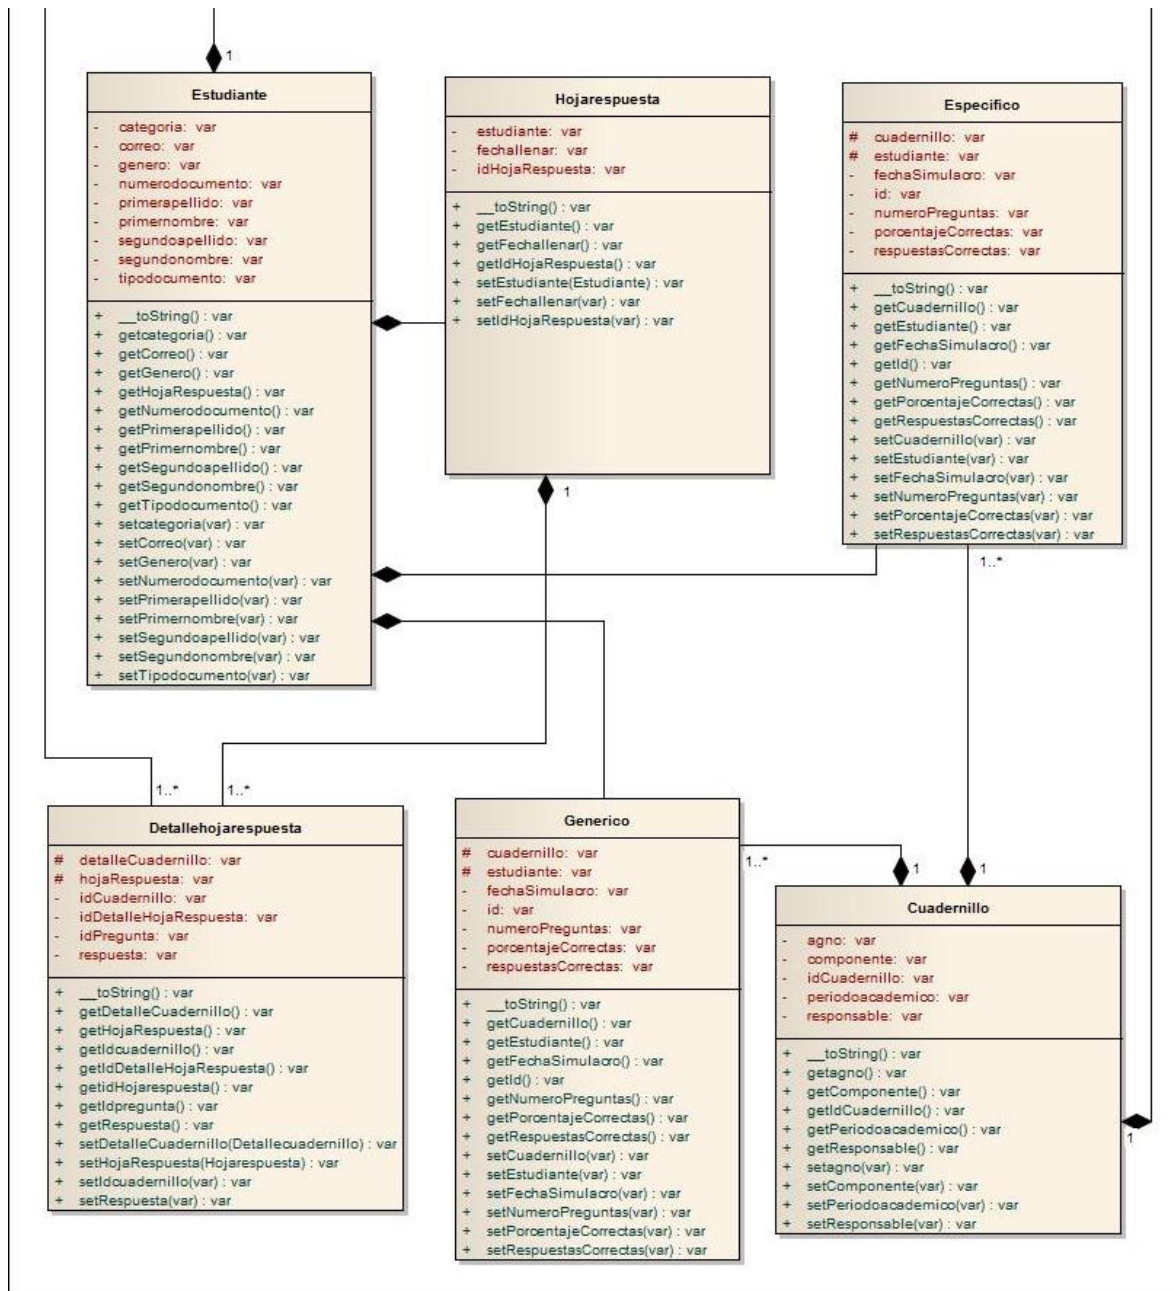 1
Estudiante
- categoria: var
- correo: var
- genero: var
- numerodocumento: var
- primerapellido: var
- primernombre: var
- segundoapellido: var
- segundonombre: var
- tipodocumento: var
+ __toString() : var
+ getcategoria() : var
+ getCorreo() : var
+ getGenero() : var
+ getHojaRespuesta() : var
+ getNumerodocumento() : var
+ getPrimerapellido() : var
+ getPrimernombre() : var
+ getSegundoapellido() : var
+ getSegundonombre() : var
+ getTipodocumento() : var
+ setcategoria(var) : var
+ setCorreo(var) : var
+ setGenero(var) : var
+ setNumerodocumento(var) : var
+ setPrimerapellido(var) : var
+ setPrimernombre(var) : var
+ setSegundoapellido(var) : var
+ setSegundonombre(var) : var
+ setTipodocumento(var) : var
Hojarespuesta
- estudiante: var
- fechallenar: var
- idHojaRespuesta: var
+ __toString() : var
+ getEstudiante() : var
+ getFechallenar() : var
+ getIdHojaRespuesta() : var
+ setEstudiante(Estudiante) : var
+ setFechallenar(var) : var
+ setIdHojaRespuesta(var) : var
1
Especifico
# cuadernillo: var
# estudiante: var
- fechaSimulacro: var
- id: var
- numeroPreguntas: var
- porcentajeCorrectas: var
- respuestasCorrectas: var
+ __toString() : var
+ getCuadernillo() : var
+ getEstudiante() : var
+ getFechaSimulacro() : var
+ getId() : var
+ getNumeroPreguntas() : var
+ getPorcentajeCorrectas() : var
+ getRespuestasCorrectas() : var
+ setCuadernillo(var) : var
+ setEstudiante(var) : var
+ setFechaSimulacro(var) : var
+ setNumeroPreguntas(var) : var
+ setPorcentajeCorrectas(var) : var
+ setRespuestasCorrectas(var) : var
1..*
1..* 1..*
Detallehojarespuesta
# detalleCuadernillo: var
# hojaRespuesta: var
- idCuadernillo: var
- idDetalleHojaRespuesta: var
- idPregunta: var
- respuesta: var
+ __toString() : var
+ getDetalleCuadernillo() : var
+ getHojaRespuesta() : var
+ getIdcuadernillo() : var
+ getIdDetalleHojaRespuesta() : var
+ getidHojarespuesta() : var
+ getIdpregunta() : var
+ getRespuesta() : var
+ setDetalleCuadernillo(Detallecuadernillo) : var
+ setHojaRespuesta(Hojarespuesta) : var
+ setIdcuadernillo(var) : var
+ setRespuesta(var) : var
Generico
# cuadernillo: var
# estudiante: var
- fechaSimulacro: var
- id: var
- numeroPreguntas: var
- porcentajeCorrectas: var
- respuestasCorrectas: var
+ __toString() : var
+ getCuadernillo() : var
+ getEstudiante() : var
+ getFechaSimulacro() : var
+ getId() : var
+ getNumeroPreguntas() : var
+ getPorcentajeCorrectas() : var
+ getRespuestasCorrectas() : var
+ setCuadernillo(var) : var
+ setEstudiante(var) : var
+ setFechaSimulacro(var) : var
+ setNumeroPreguntas(var) : var
+ setPorcentajeCorrectas(var) : var
+ setRespuestasCorrectas(var) : var
1..*
1 1
Cuadernillo
- agno: var
- componente: var
- idCuadernillo: var
- periodoacademico: var
- responsable: var
+ __toString() : var
+ getagno() : var
+ getComponente() : var
+ getIdCuadernillo() : var
+ getPeriodoacademico() : var
+ getResponsable() : var
+ setagno(var) : var
+ setComponente(var) : var
+ setPeriodoacademico(var) : var
+ setResponsable(var) : var
1